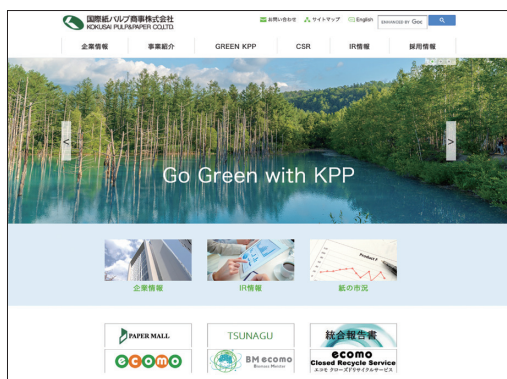 国際紙パルプ商事株式会社
KOKUSAI PULP&PAPER CO.,LTD.
お問い合わせ サイトマップ English ENHANCED BY Goo
企業情報 事業紹介 GREEN KPP CSR IR情報 採用情報
< >
Go Green with KPP
Product F
企業情報 IR情報 紙の市況
PAPER MALL TSUNAGU 統合報告書
ecomo BM ecomo ecomo
Biomass Monitor Closed Recycle Service
エコモ クローズドリサイクルサービス